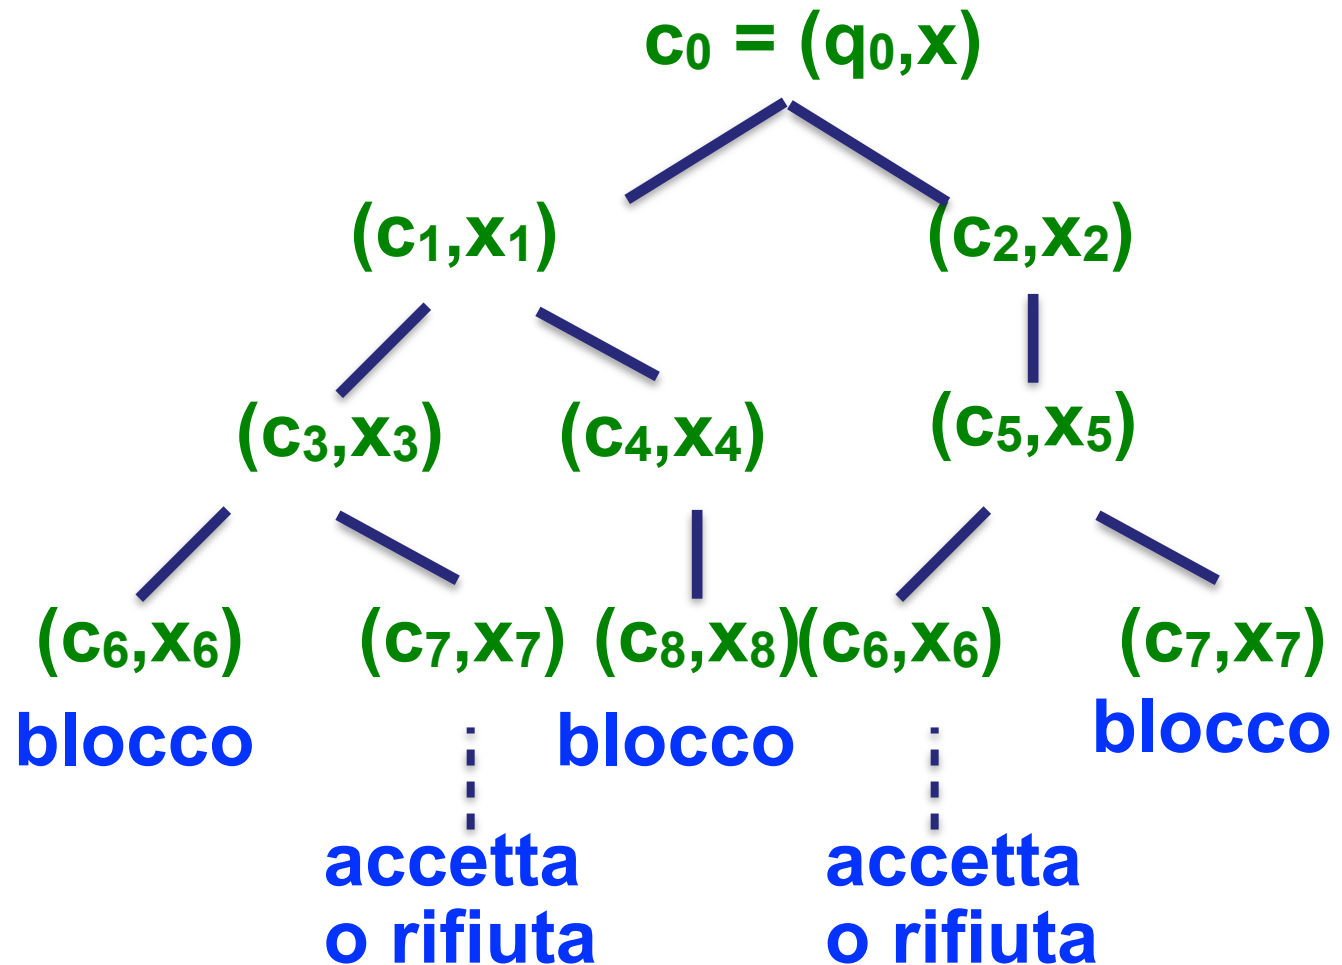 c₀ = (q₀,x)
(c₁,x₁) (c₂,x₂)
(c₃,x₃) (c₄,x₄) (c₅,x₅)
(c₆,x₆) (c₇,x₇) (c₈,x₈)(c₆,x₆) (c₇,x₇)
blocco blocco blocco
accetta accetta
o rifiuta o rifiuta